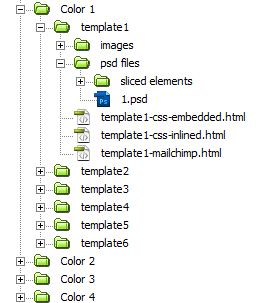 Color 1
template1
images
psd files
sliced elements
1.psd
template1-css-embedded.html
template1-css-inlined.html
template1-mailchimp.html
template2
template3
template4
template5
template6
Color 2
Color 3
Color 4